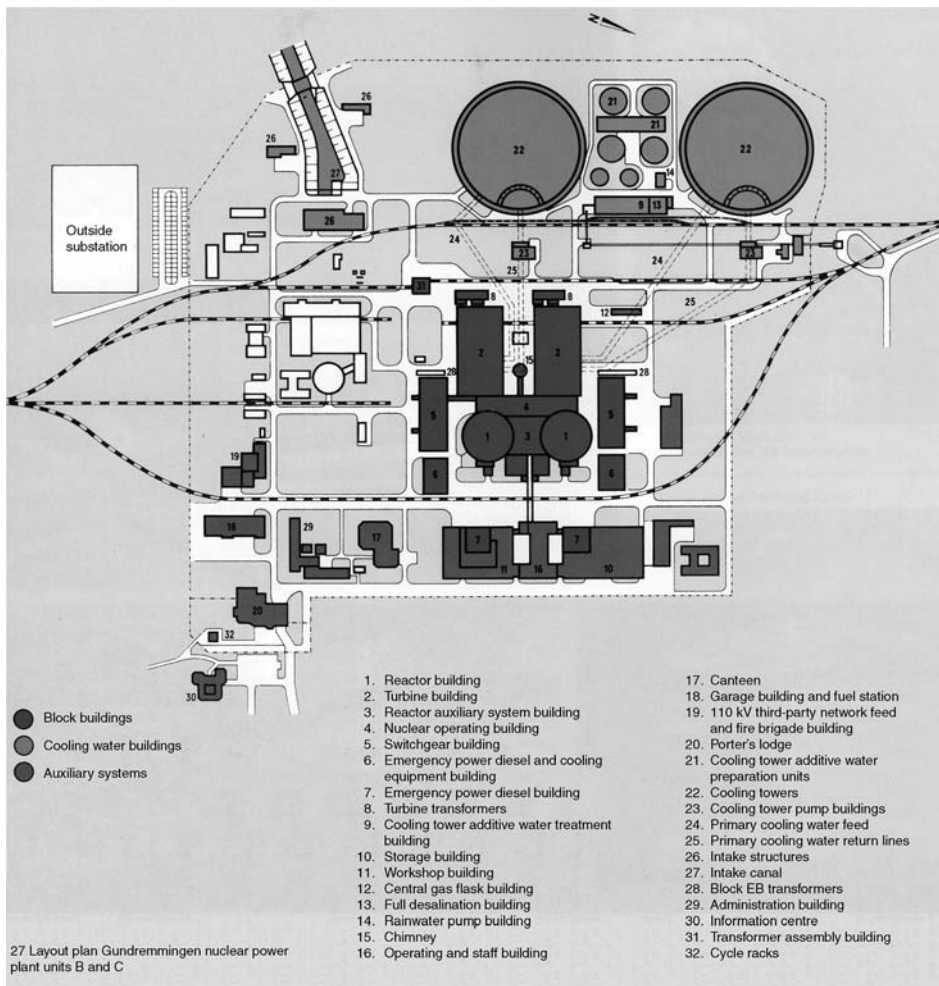 N
26
21
26
21
22
22
27
14
9
13
26
24
23
24
23
Outside
substation
25
31
8
8
25
12
2
2
15
28
28
4
5
5
1
3
1
19
6
6
18
29
17
7
7
11
16
10
20
32
30
Block buildings
Cooling water buildings
Auxiliary systems
1. Reactor building
2. Turbine building
3. Reactor auxiliary system building
4. Nuclear operating building
5. Switchgear building
6. Emergency power diesel and cooling
equipment building
7. Emergency power diesel building
8. Turbine transformers
9. Cooling tower additive water treatment
building
10. Storage building
11. Workshop building
12. Central gas flask building
13. Full desalination building
14. Rainwater pump building
15. Chimney
16. Operating and staff building
17. Canteen
18. Garage building and fuel station
19. 110 kV third-party network feed
and fire brigade building
20. Porter's lodge
21. Cooling tower additive water
preparation units
22. Cooling towers
23. Cooling tower pump buildings
24. Primary cooling water feed
25. Primary cooling water return lines
26. Intake structures
27. Intake canal
28. Block EB transformers
29. Administration building
30. Information centre
31. Transformer assembly building
32. Cycle racks
27 Layout plan Gundremmingen nuclear power
plant units B and C